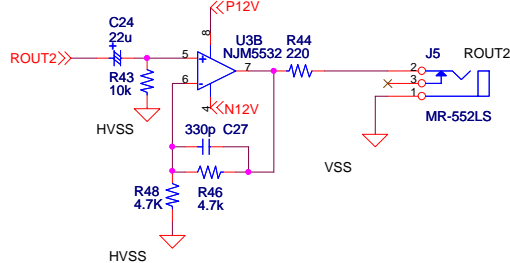 P12V
C24
22u
8
U3B
NJM5532
R44
220
J5
ROUT2
ROUT2
5
7
2
3
1
R43
10k
6
4
N12V
MR-552LS
HVSS
330p C27
VSS
R48
4.7K
R46
4.7k
HVSS